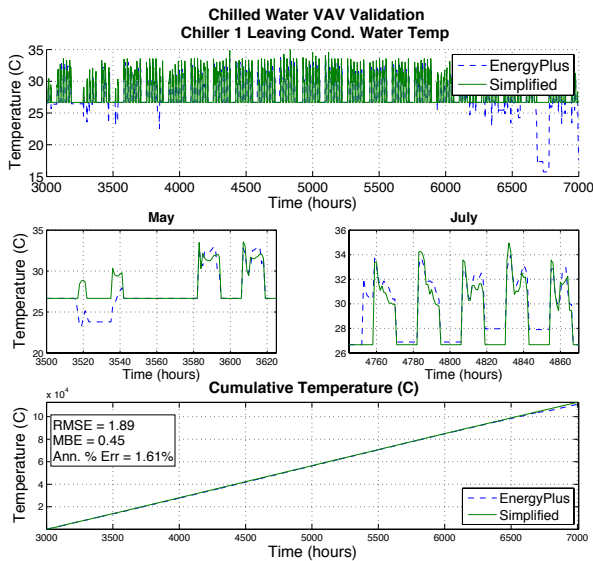 Chilled Water VAV Validation
Chiller 1 Leaving Cond. Water Temp
35
30
25
20
15
Temperature (C)
EnergyPlus
Simplified
3000 3500 4000 4500 5000 5500 6000 6500 7000
Time (hours)
May
35
30
25
20
Temperature (C)
3500 3520 3540 3560 3580 3600 3620
Time (hours)
July
36
34
32
30
28
26
Temperature (C)
4760 4780 4800 4820 4840 4860
Time (hours)
Cumulative Temperature (C)
x 10^4
10
8
6
4
2
Temperature (C)
RMSE = 1.89
MBE = 0.45
Ann. % Err = 1.61%
EnergyPlus
Simplified
3000 3500 4000 4500 5000 5500 6000 6500 7000
Time (hours)